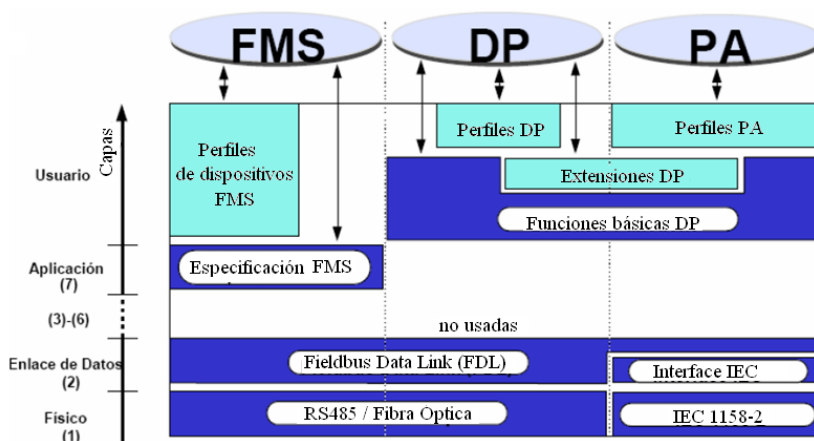 FMS
DP
PA
Capas
Perfiles
de dispositivos
FMS
Perfiles DP
Perfiles PA
Usuario
Extensiones DP
Funciones básicas DP
Aplicación
(7)
Especificación FMS
(3)-(6)
no usadas
Enlace de Datos
(2)
Fieldbus Data Link (FDL)
Interface IEC
Físico
(1)
RS485 / Fibra Optica
IEC 1158-2